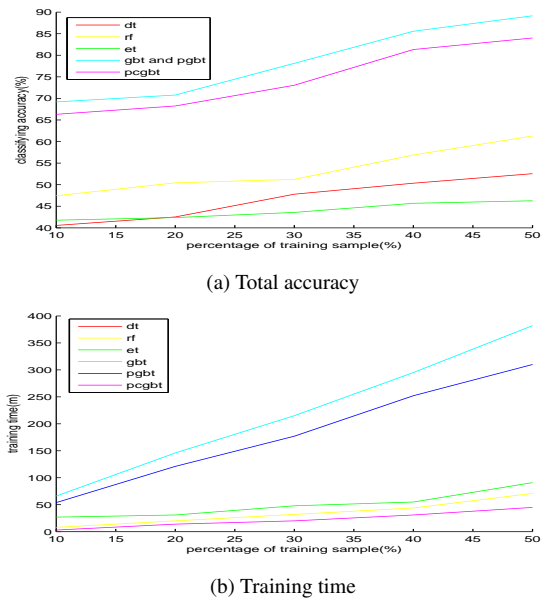 90
85
80
75
70
65
60
55
50
45
40
classifying accuracy(%)
dt
rf
et
gbt and pgbt
pcgbt
10 15 20 25 30 35 40 45 50
percentage of training sample(%)
(a) Total accuracy
400
350
300
250
200
150
100
50
0
training time(m)
dt
rf
et
gbt
pgbt
pcgbt
10 15 20 25 30 35 40 45 50
percentage of training sample(%)
(b) Training time